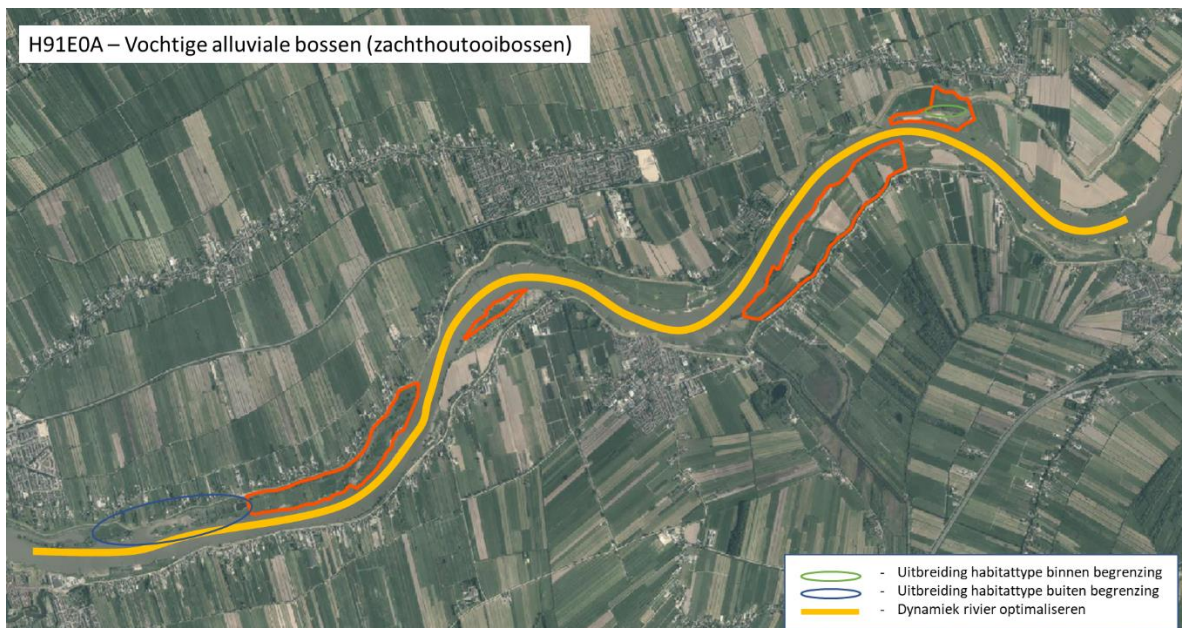 H91E0A – Vochtige alluviale bossen (zachthoutooibossen)
- Uitbreiding habitattype binnen begrenzing
- Uitbreiding habitattype buiten begrenzing
- Dynamiek rivier optimaliseren